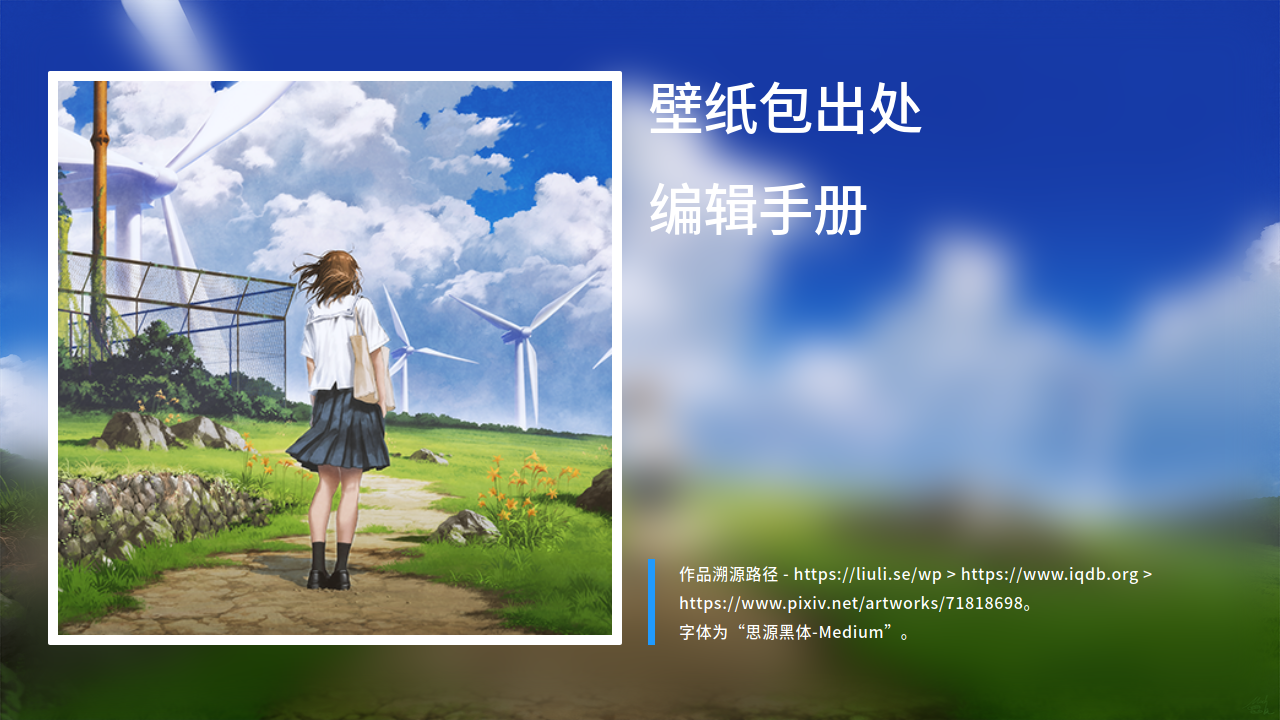 壁纸包出处
编辑手册
作品溯源路径 - https://liuli.se/wp > https://www.iqdb.org >
https://www.pixiv.net/artworks/71818698。
字体为“思源黑体-Medium”。